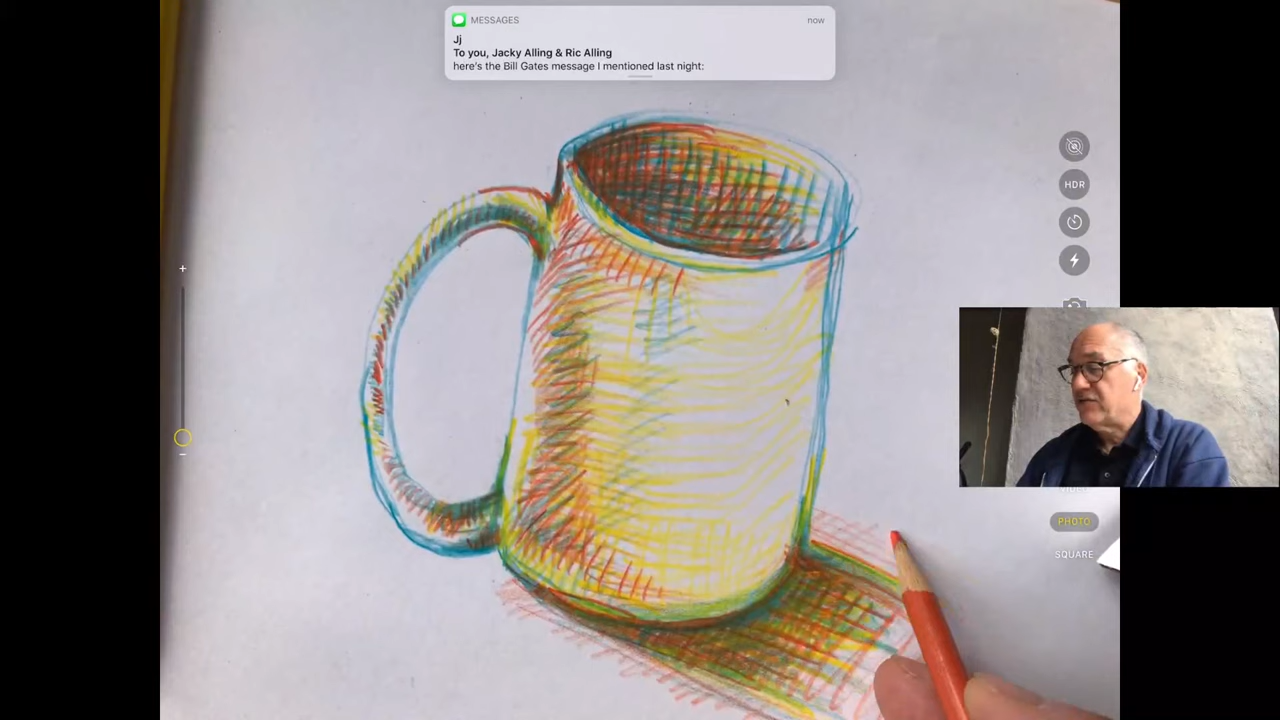 MESSAGES now
Jj
To you, Jacky Alling & Ric Alling
here's the Bill Gates message I mentioned last night:
HDR
PHOTO
SQUARE